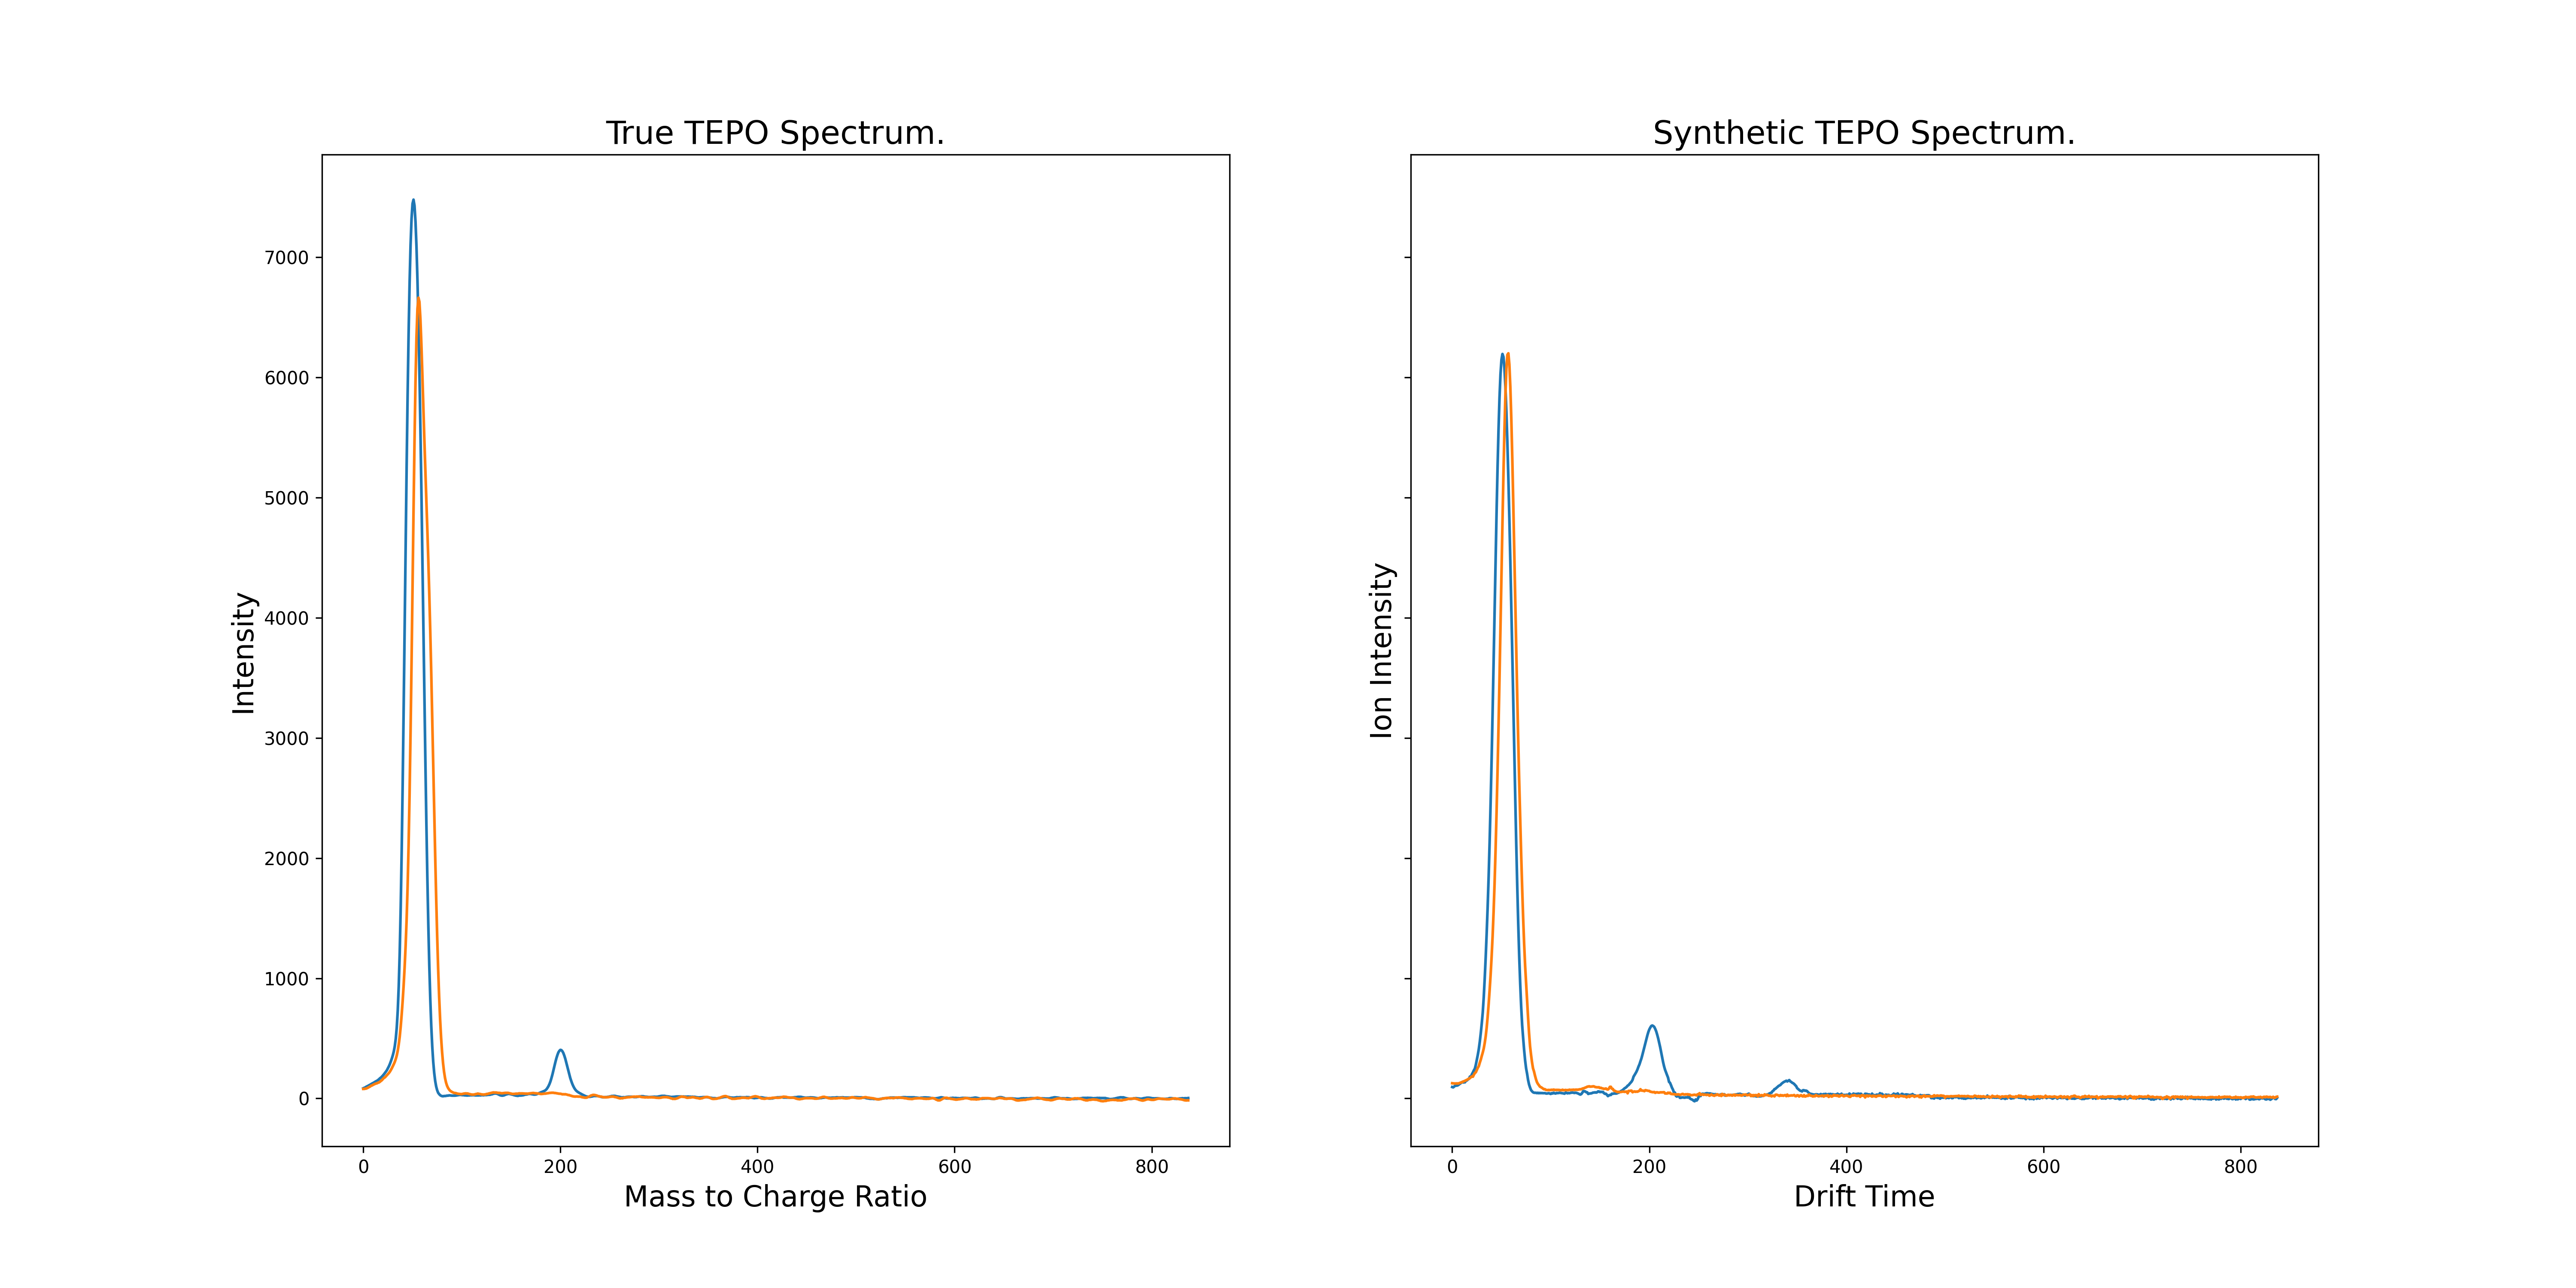 True TEPO Spectrum.
Synthetic TEPO Spectrum.
Intensity
7000
6000
5000
4000
3000
2000
1000
0
0 200 400 600 800
Mass to Charge Ratio
Ion Intensity
0 200 400 600 800
Drift Time